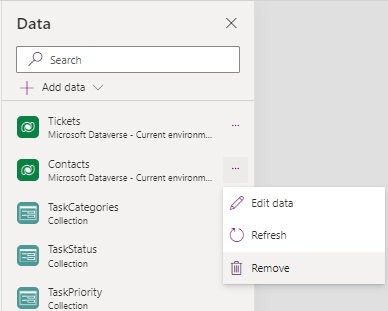 Data
Search
Add data
Tickets
Microsoft Dataverse - Current environm...
Contacts
Microsoft Dataverse - Current environm...
Edit data
TaskCategories
Collection
Refresh
TaskStatus
Collection
Remove
TaskPriority
Collection